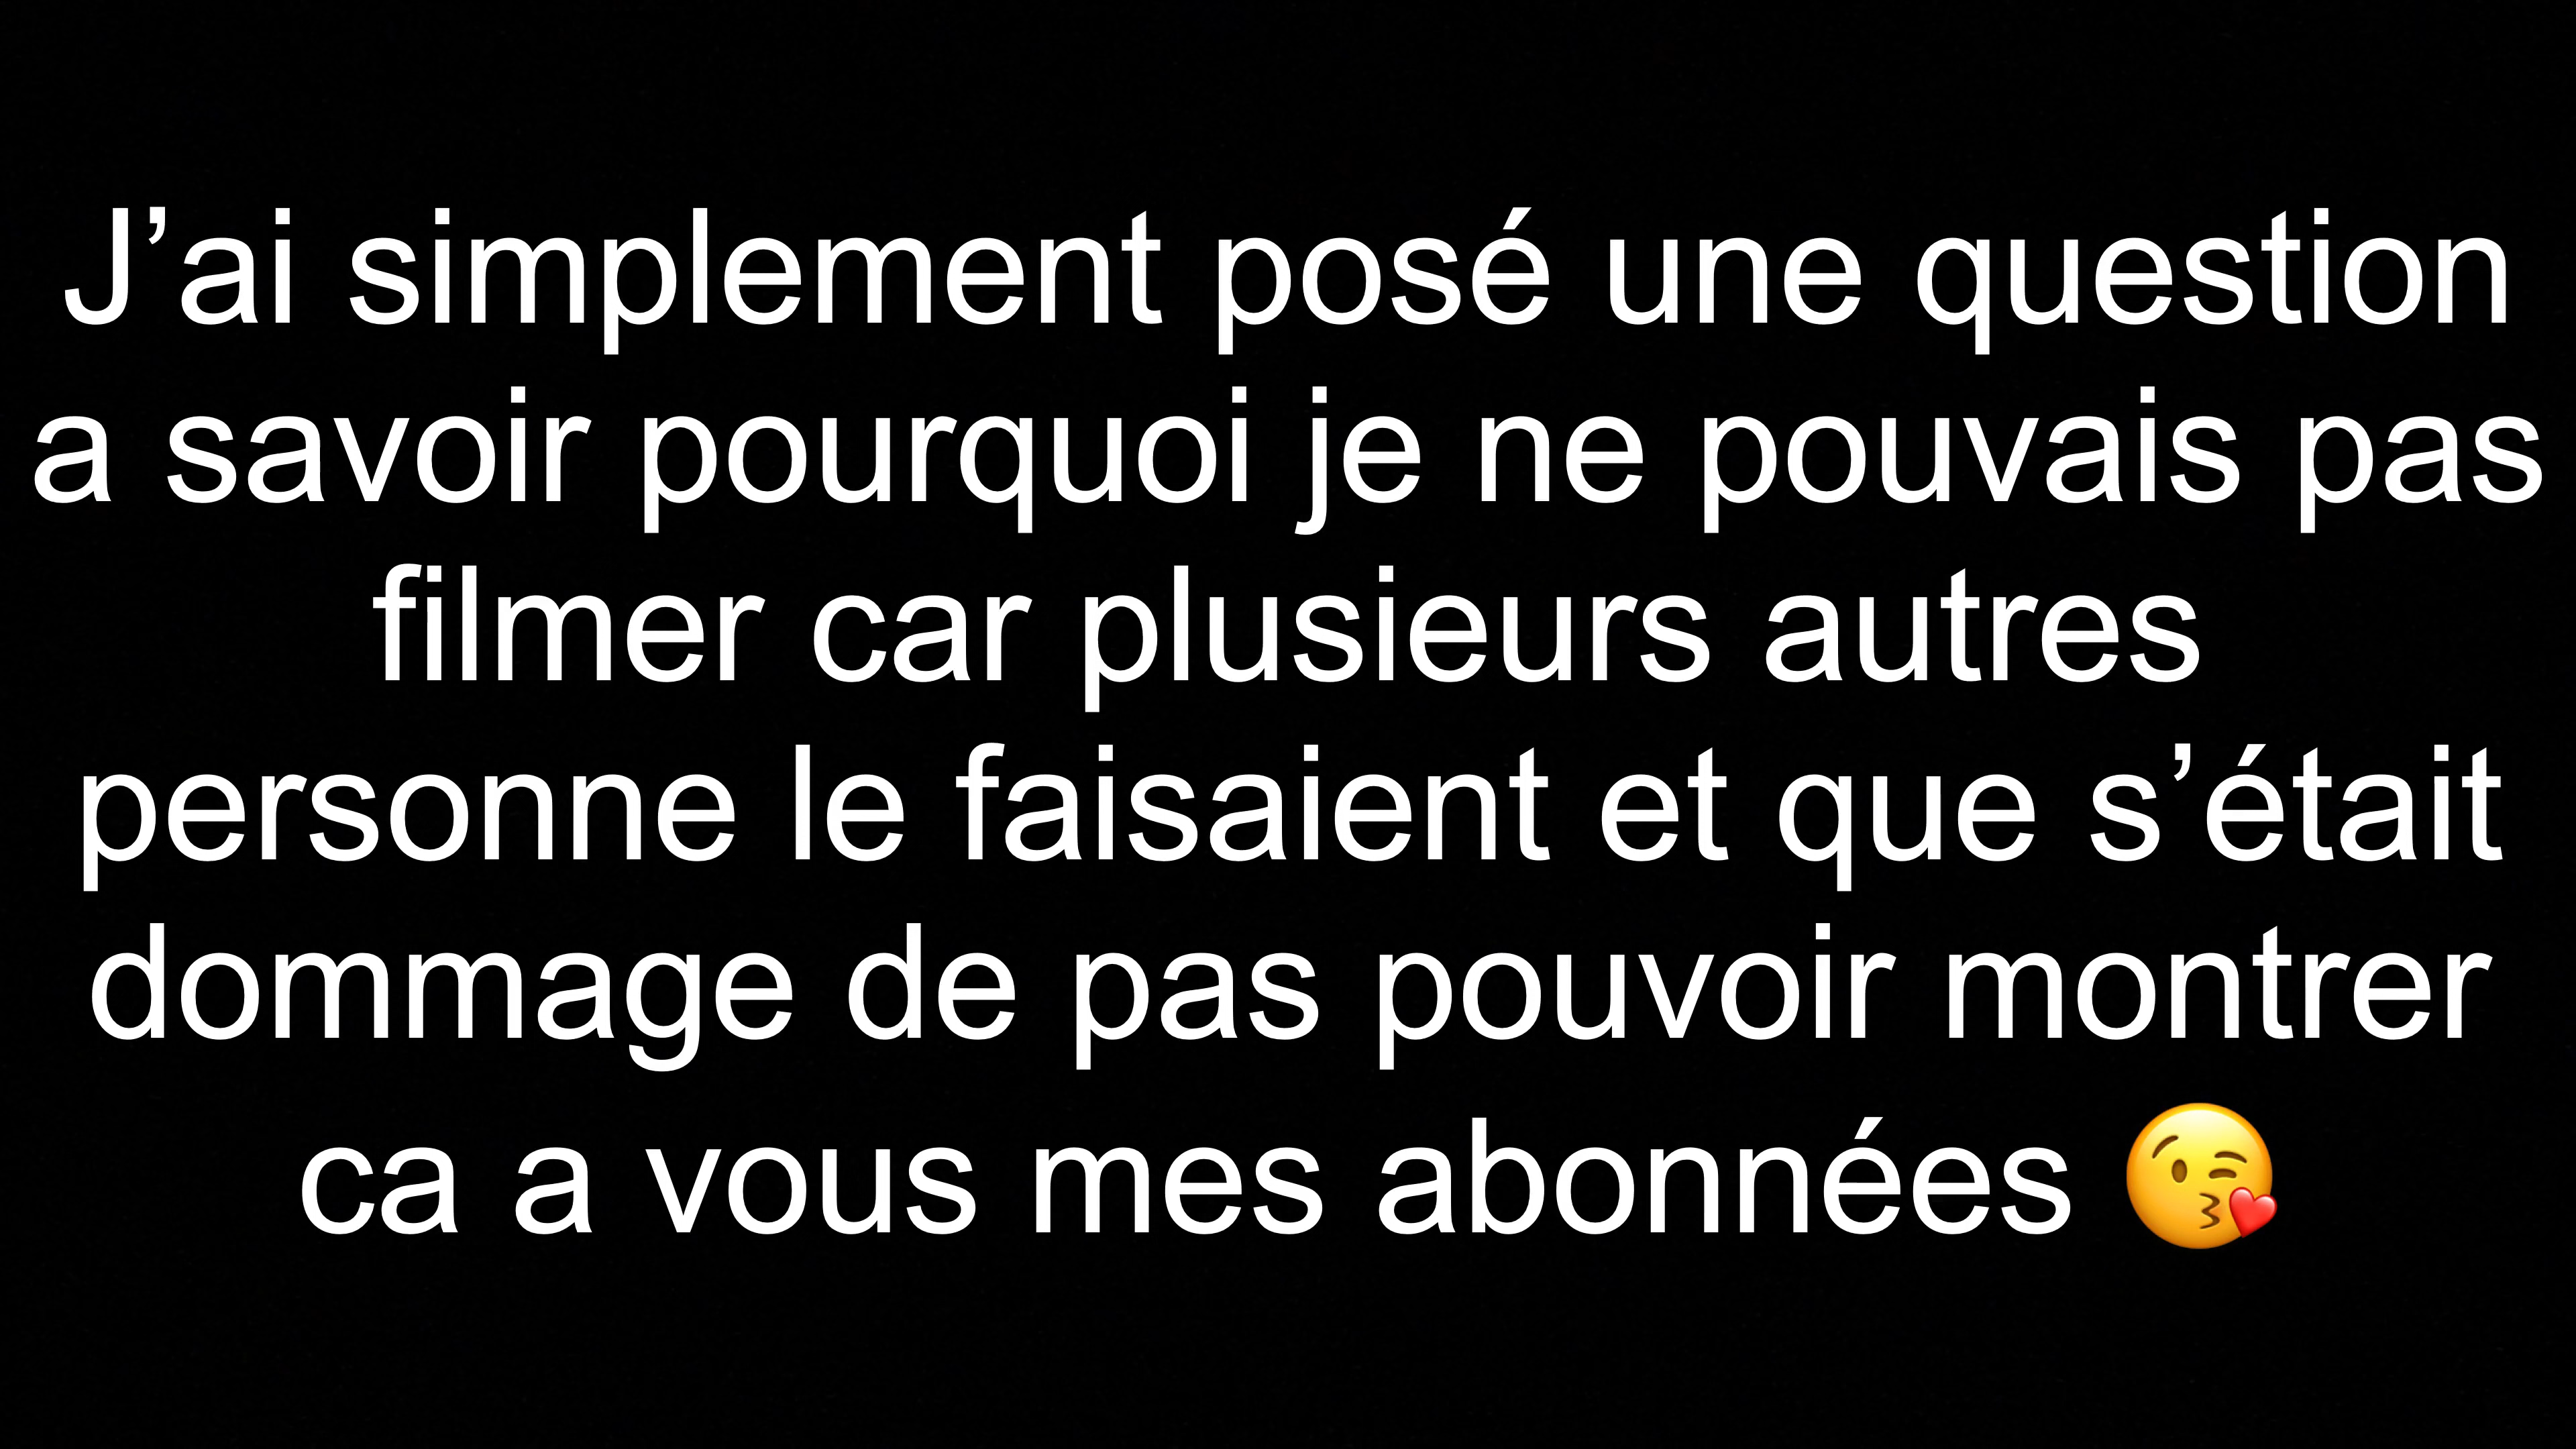 J’ai simplement posé une question
a savoir pourquoi je ne pouvais pas
filmer car plusieurs autres
personne le faisaient et que s’était
dommage de pas pouvoir montrer
ca a vous mes abonnées 😘